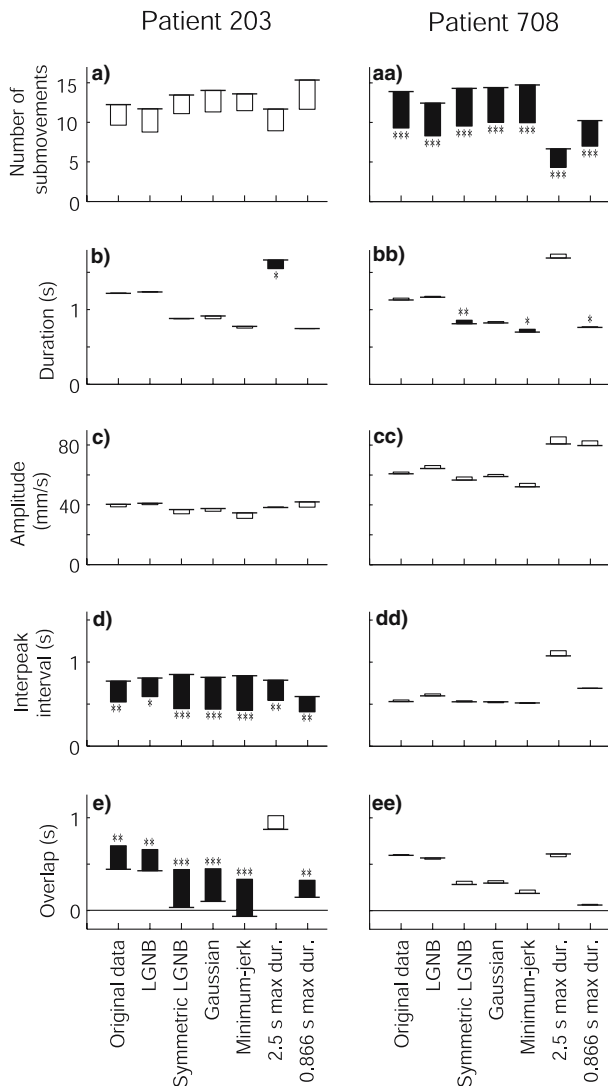 Patient 203
Patient 708
Number of
submovements
a)
15
10
5
0
aa)
*** *** *** *** *** *** ***
Duration (s)
b)
1
0
*
bb)
** * *
Amplitude
(mm/s)
c)
80
40
0
cc)
Interpeak
interval (s)
d)
1
0
** * *** *** *** ** **
dd)
Overlap (s)
e)
1
0
** ** *** *** *** **
ee)
Original data
LGNB
Symmetric LGNB
Gaussian
Minimum-jerk
2.5 s max dur.
0.866 s max dur.
Original data
LGNB
Symmetric LGNB
Gaussian
Minimum-jerk
2.5 s max dur.
0.866 s max dur.